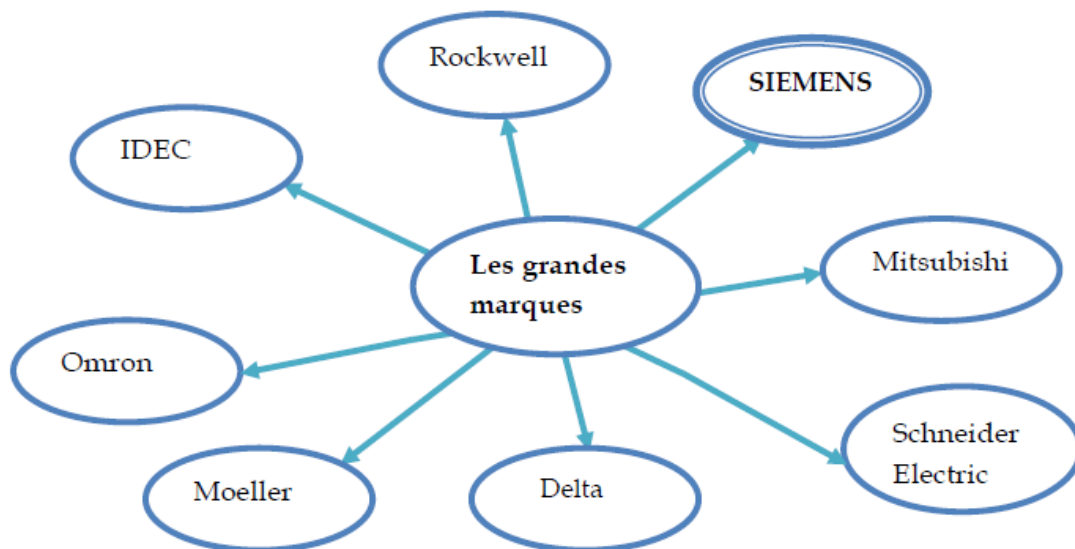 Rockwell
SIEMENS
IDEC
Les grandes
marques
Mitsubishi
Omron
Schneider
Electric
Moeller
Delta